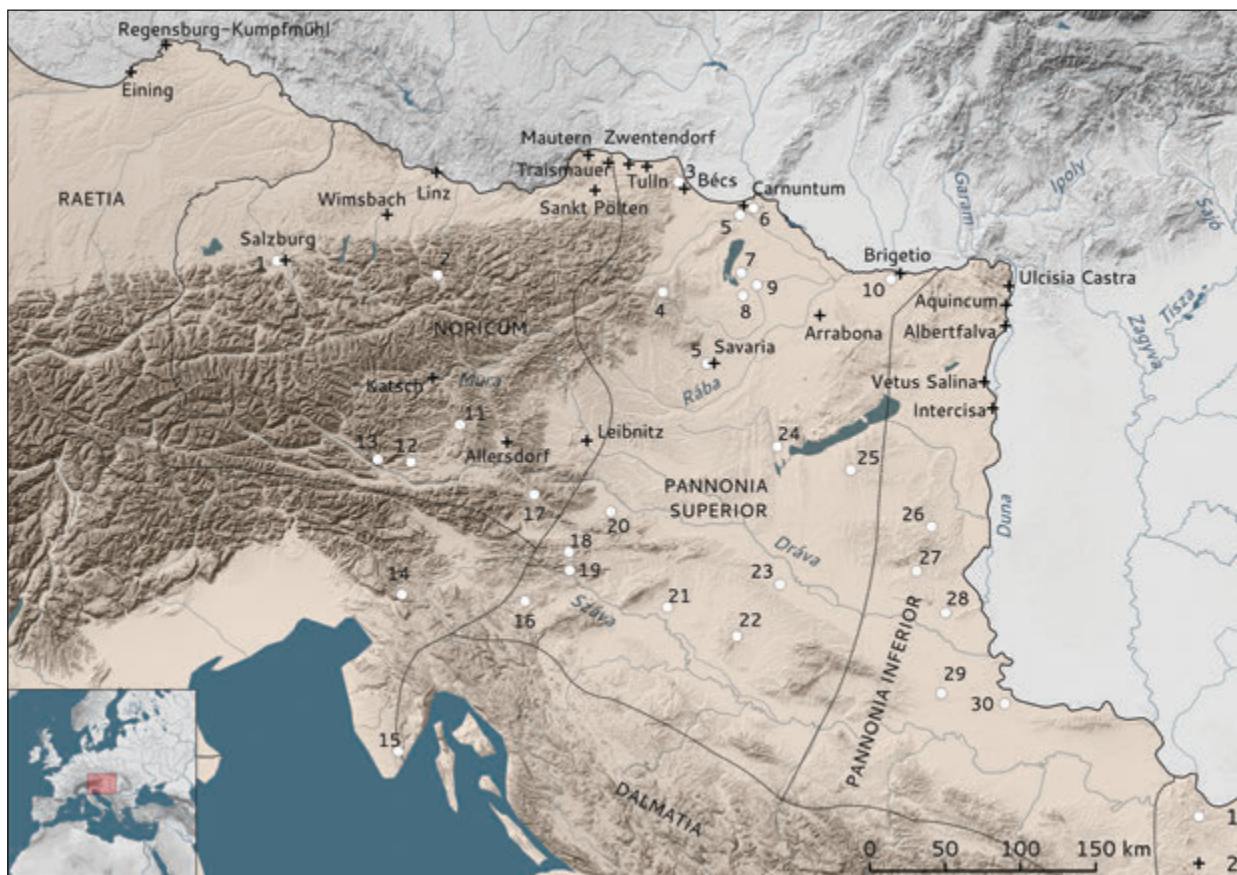 Regensburg-Kumpfmühl
Eining
Mautern
Zwentendorf
Traismauer
Tulln
3
Bécs
Carnuntum
RAETIA
Linz
Wimsbach
Sankt Pölten
5
6
Garam
Ipoly
Sajó
Salzburg
1
2
7
9
4
8
Brigetio
10
Ulcisia Castra
Aquincum
Albertfalva
Tisza
Zagyva
NORICUM
Arrabona
5
Savaria
Rába
Katsch
Mura
Vetus Salina
Intercisa
11
13
12
Allersdorf
Leibnitz
24
25
PANNONIA
SUPERIOR
17
20
26
Duna
18
19
Dráva
27
14
16
Száva
21
23
28
22
PANNONIA INFERIOR
29
30
15
DALMATIA
1
0 50 100 150 km
2